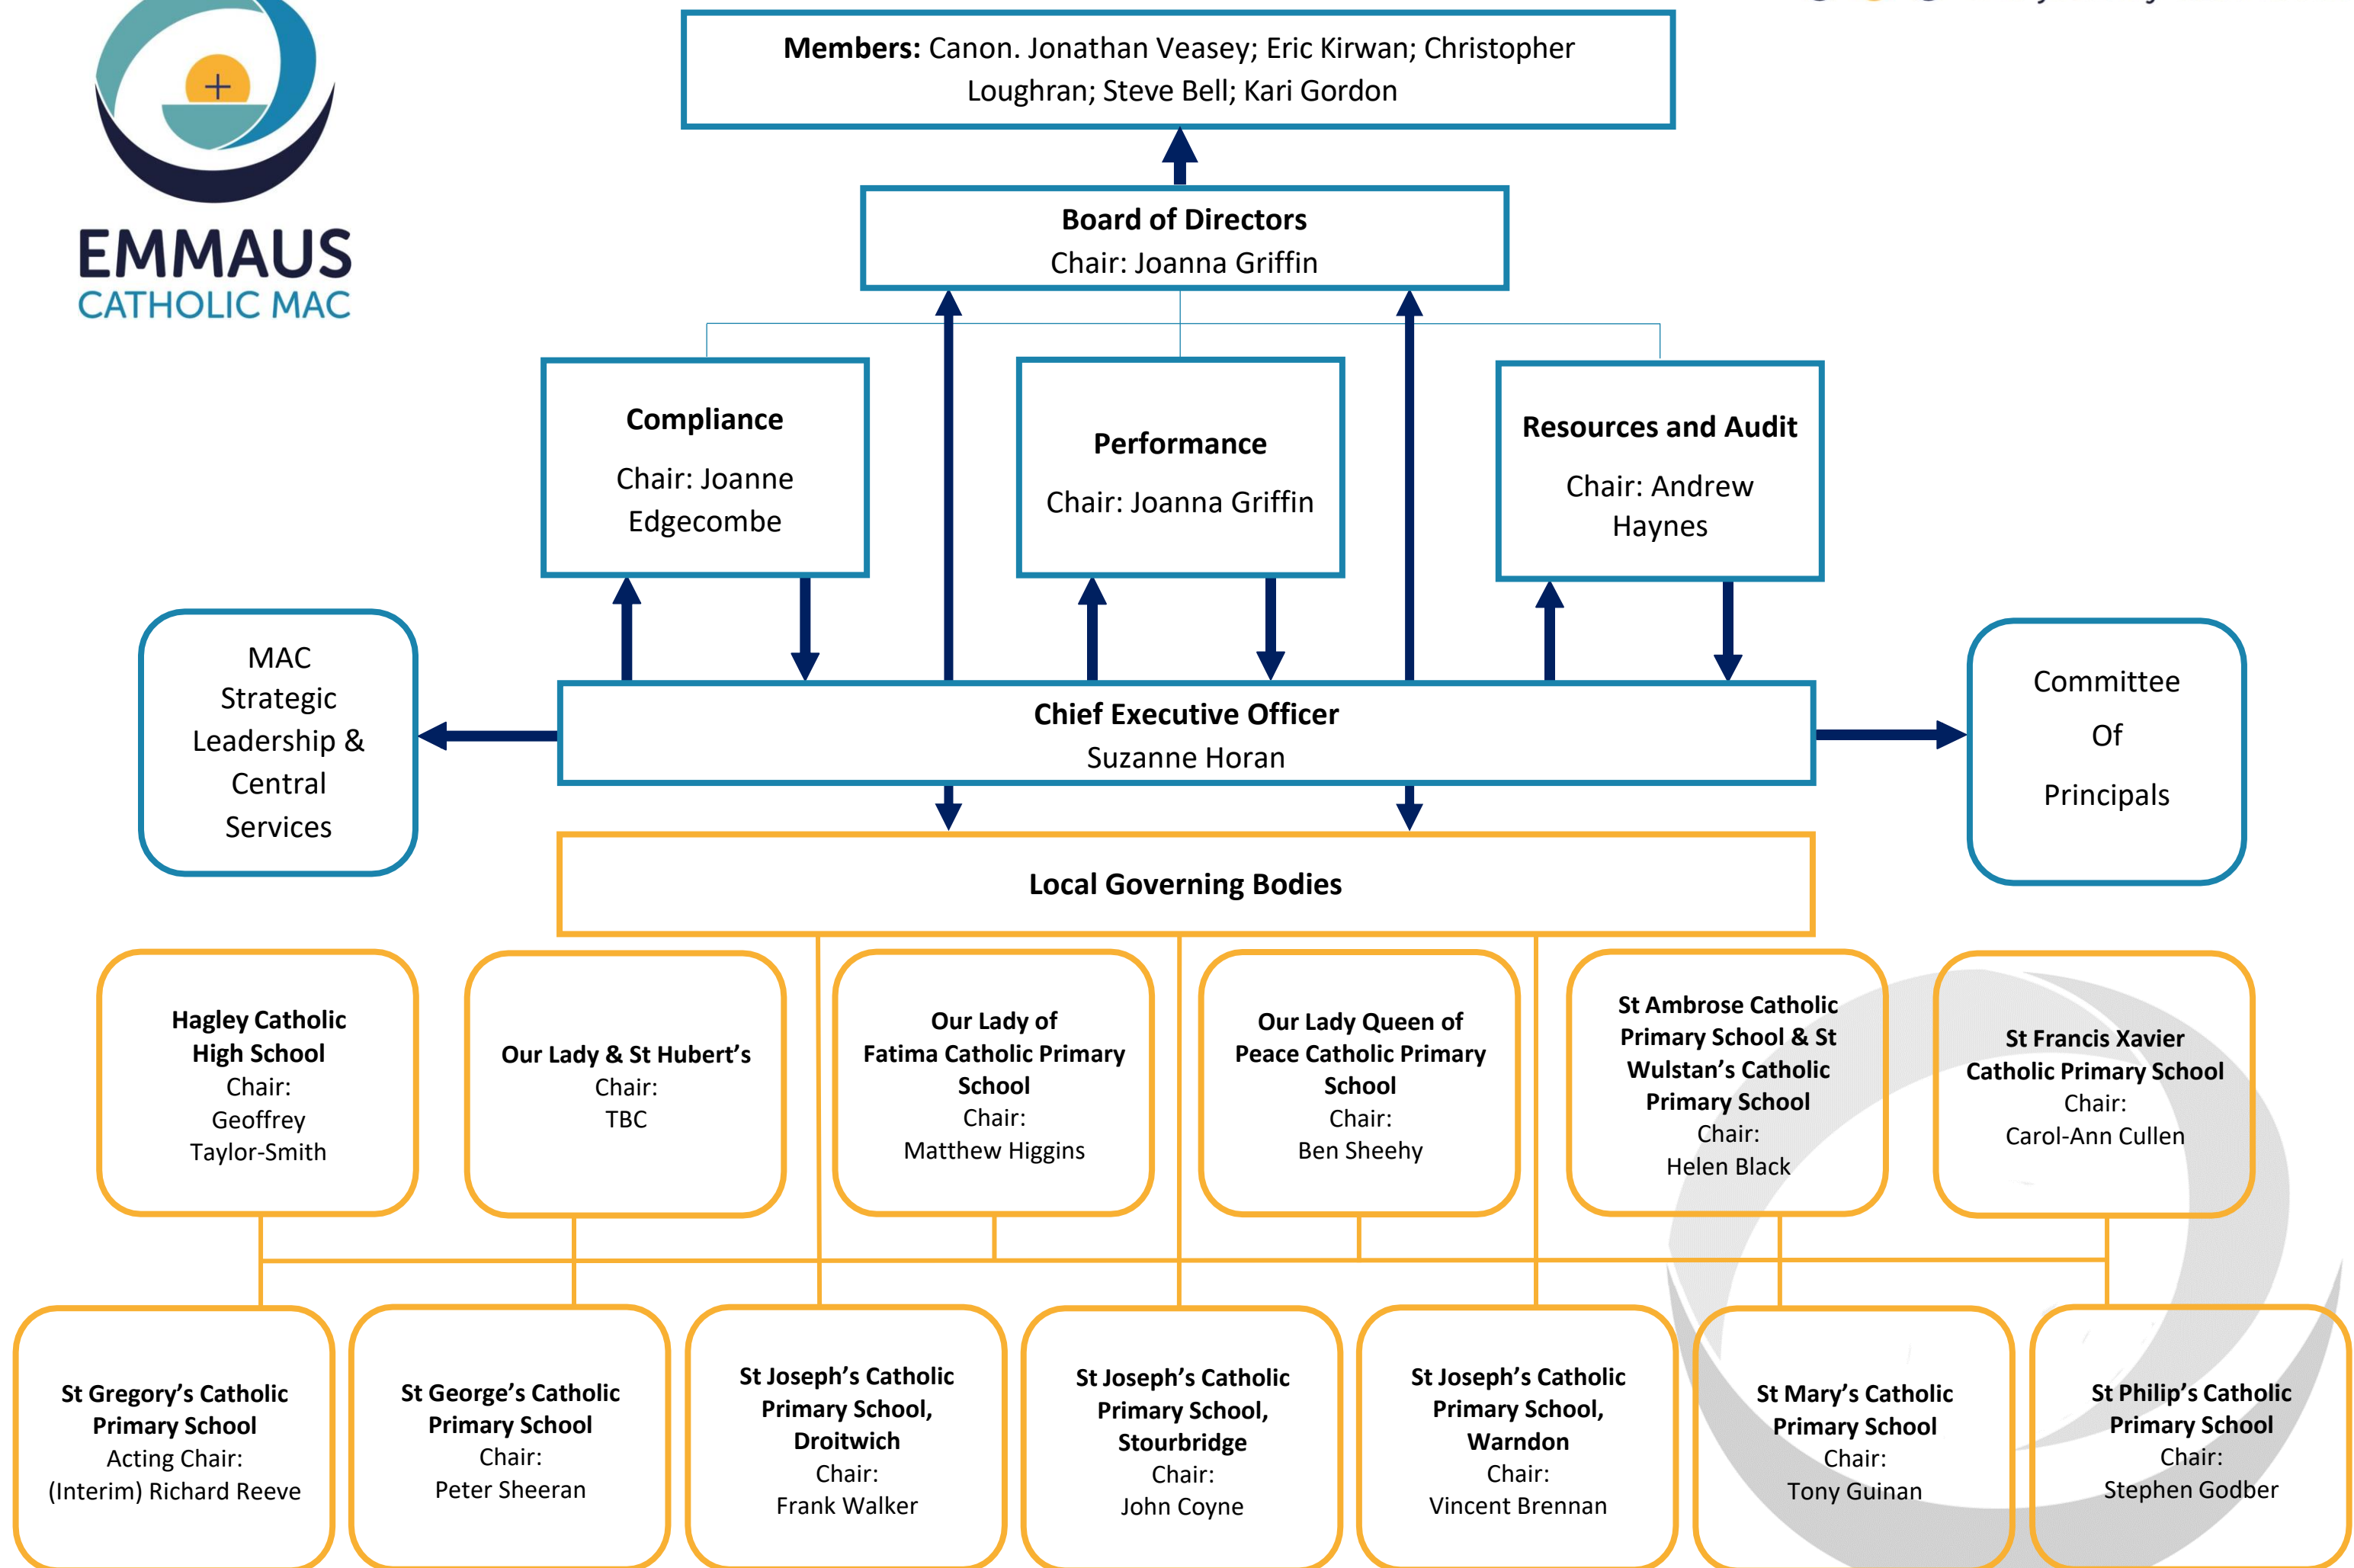 Members: Canon. Jonathan Veasey; Eric Kirwan; Christopher
Loughran; Steve Bell; Kari Gordon
EMMAUS
CATHOLIC MAC
Board of Directors
Chair: Joanna Griffin
Compliance
Chair: Joanne
Edgecombe
Performance
Chair: Joanna Griffin
Resources and Audit
Chair: Andrew
Haynes
MAC
Strategic
Leadership &
Central
Services
Chief Executive Officer
Suzanne Horan
Committee
Of
Principals
Local Governing Bodies
Hagley Catholic
High School
Chair:
Geoffrey
Taylor-Smith
Our Lady & St Hubert’s
Chair:
TBC
Our Lady of
Fatima Catholic Primary
School
Chair:
Matthew Higgins
Our Lady Queen of
Peace Catholic Primary
School
Chair:
Ben Sheehy
St Ambrose Catholic
Primary School & St
Wulstan’s Catholic
Primary School
Chair:
Helen Black
St Francis Xavier
Catholic Primary School
Chair:
Carol-Ann Cullen
St Gregory’s Catholic
Primary School
Acting Chair:
(Interim) Richard Reeve
St George’s Catholic
Primary School
Chair:
Peter Sheeran
St Joseph’s Catholic
Primary School,
Droitwich
Chair:
Frank Walker
St Joseph’s Catholic
Primary School,
Stourbridge
Chair:
John Coyne
St Joseph’s Catholic
Primary School,
Warndon
Chair:
Vincent Brennan
St Mary’s Catholic
Primary School
Chair:
Tony Guinan
St Philip’s Catholic
Primary School
Chair:
Stephen Godber